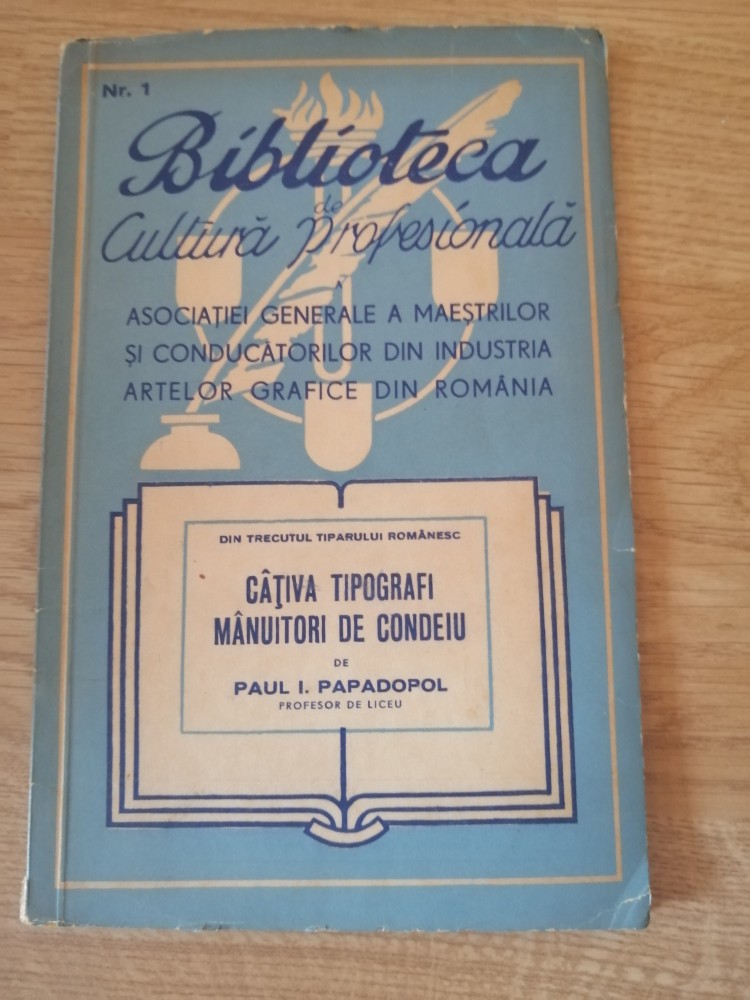 Nr. 1
Biblioteca
de
Cultură Profesională
A
ASOCIAȚIEI GENERALE A MAEȘTRILOR
ȘI CONDUCĂTORILOR DIN INDUSTRIA
ARTELOR GRAFICE DIN ROMÂNIA
DIN TRECUTUL TIPARULUI ROMÂNESC
CÂȚIVA TIPOGRAFI
MÂNUITORI DE CONDEIU
DE
PAUL I. PAPADOPOL
PROFESOR DE LICEU